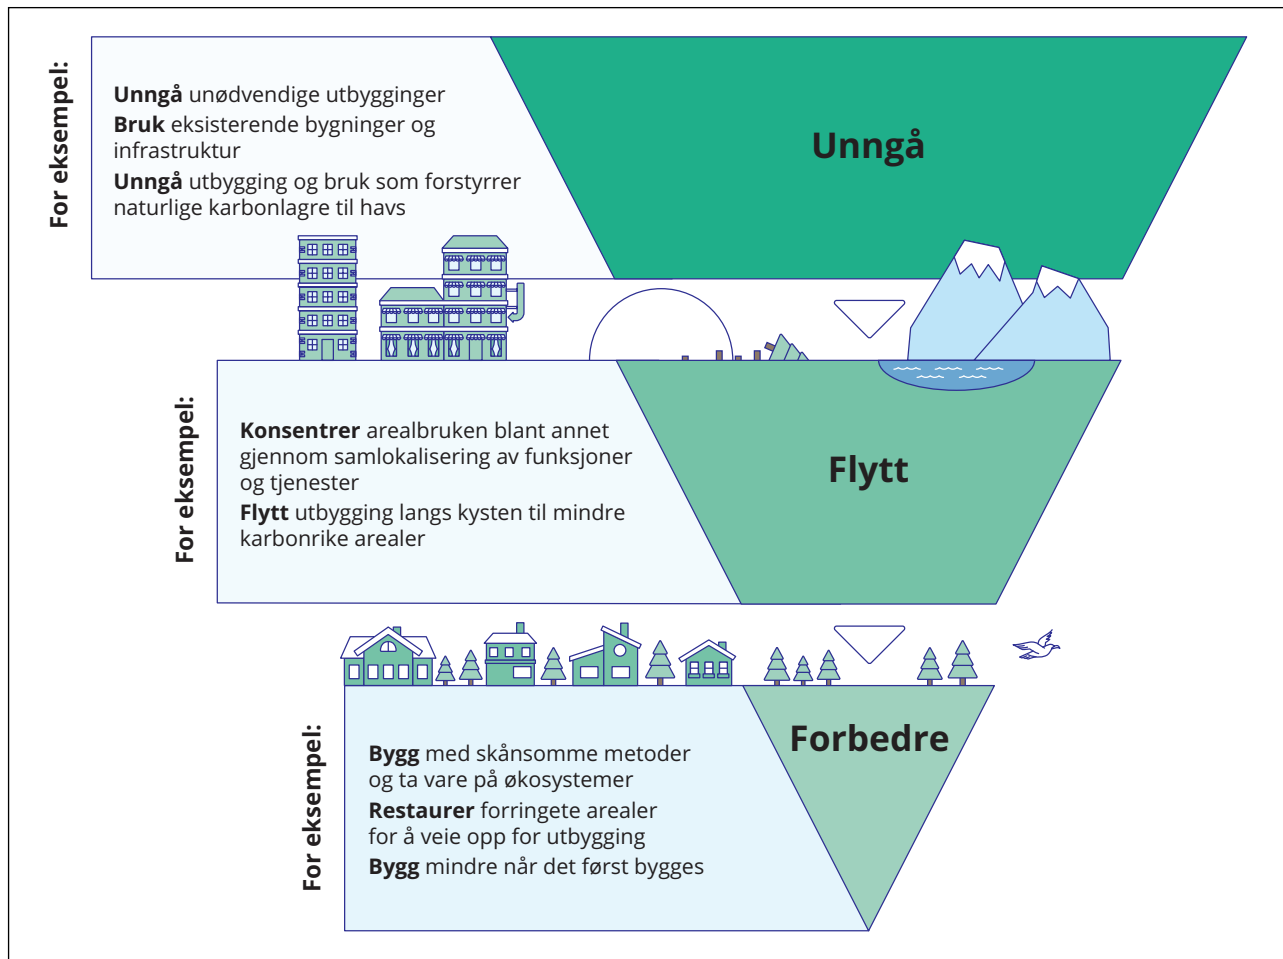 For eksempel:
Unngå unødvendige utbygginger
Bruk eksisterende bygninger og
infrastruktur
Unngå utbygging og bruk som forstyrrer
naturlige karbonlagre til havs
Unngå
For eksempel:
Konsentrer arealbruken blant annet
gjennom samlokalisering av funksjoner
og tjenester
Flytt utbygging langs kysten til mindre
karbonrike arealer
Flytt
For eksempel:
Bygg med skånsomme metoder
og ta vare på økosystemer
Restaurer forringete arealer
for å veie opp for utbygging
Bygg mindre når det først bygges
Forbedre